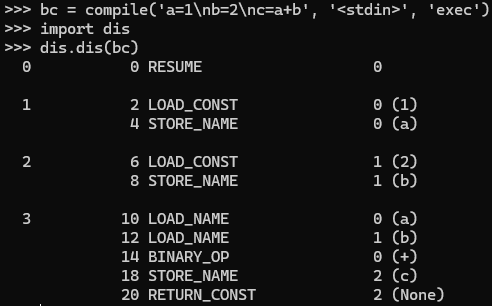 >>> bc = compile('a=1\nb=2\nc=a+b', '<stdin>', 'exec')
>>> import dis
>>> dis.dis(bc)
  0           0 RESUME                   0

  1           2 LOAD_CONST               0 (1)
              4 STORE_NAME               0 (a)

  2           6 LOAD_CONST               1 (2)
              8 STORE_NAME               1 (b)

  3          10 LOAD_NAME                0 (a)
             12 LOAD_NAME                1 (b)
             14 BINARY_OP                0 (+)
             18 STORE_NAME               2 (c)
             20 RETURN_CONST             2 (None)